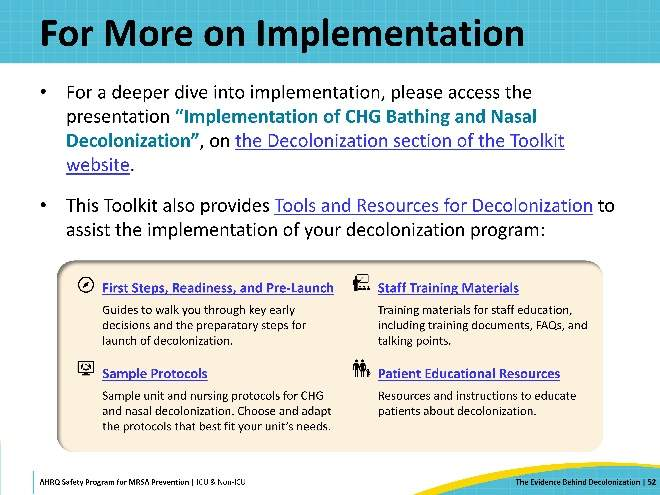 For More on Implementation
• For a deeper dive into implementation, please access the
presentation “Implementation of CHG Bathing and Nasal
Decolonization”, on the Decolonization section of the Toolkit
website.
• This Toolkit also provides Tools and Resources for Decolonization to
assist the implementation of your decolonization program:
First Steps, Readiness, and Pre-Launch
Guides to walk you through key early
decisions and the preparatory steps for
launch of decolonization.
Staff Training Materials
Training materials for staff education,
including training documents, FAQs, and
talking points.
Sample Protocols
Sample unit and nursing protocols for CHG
and nasal decolonization. Choose and adapt
the protocols that best fit your unit’s needs.
Patient Educational Resources
Resources and instructions to educate
patients about decolonization.
AHRQ Safety Program for MRSA Prevention | ICU & Non-ICU
The Evidence Behind Decolonization | 52